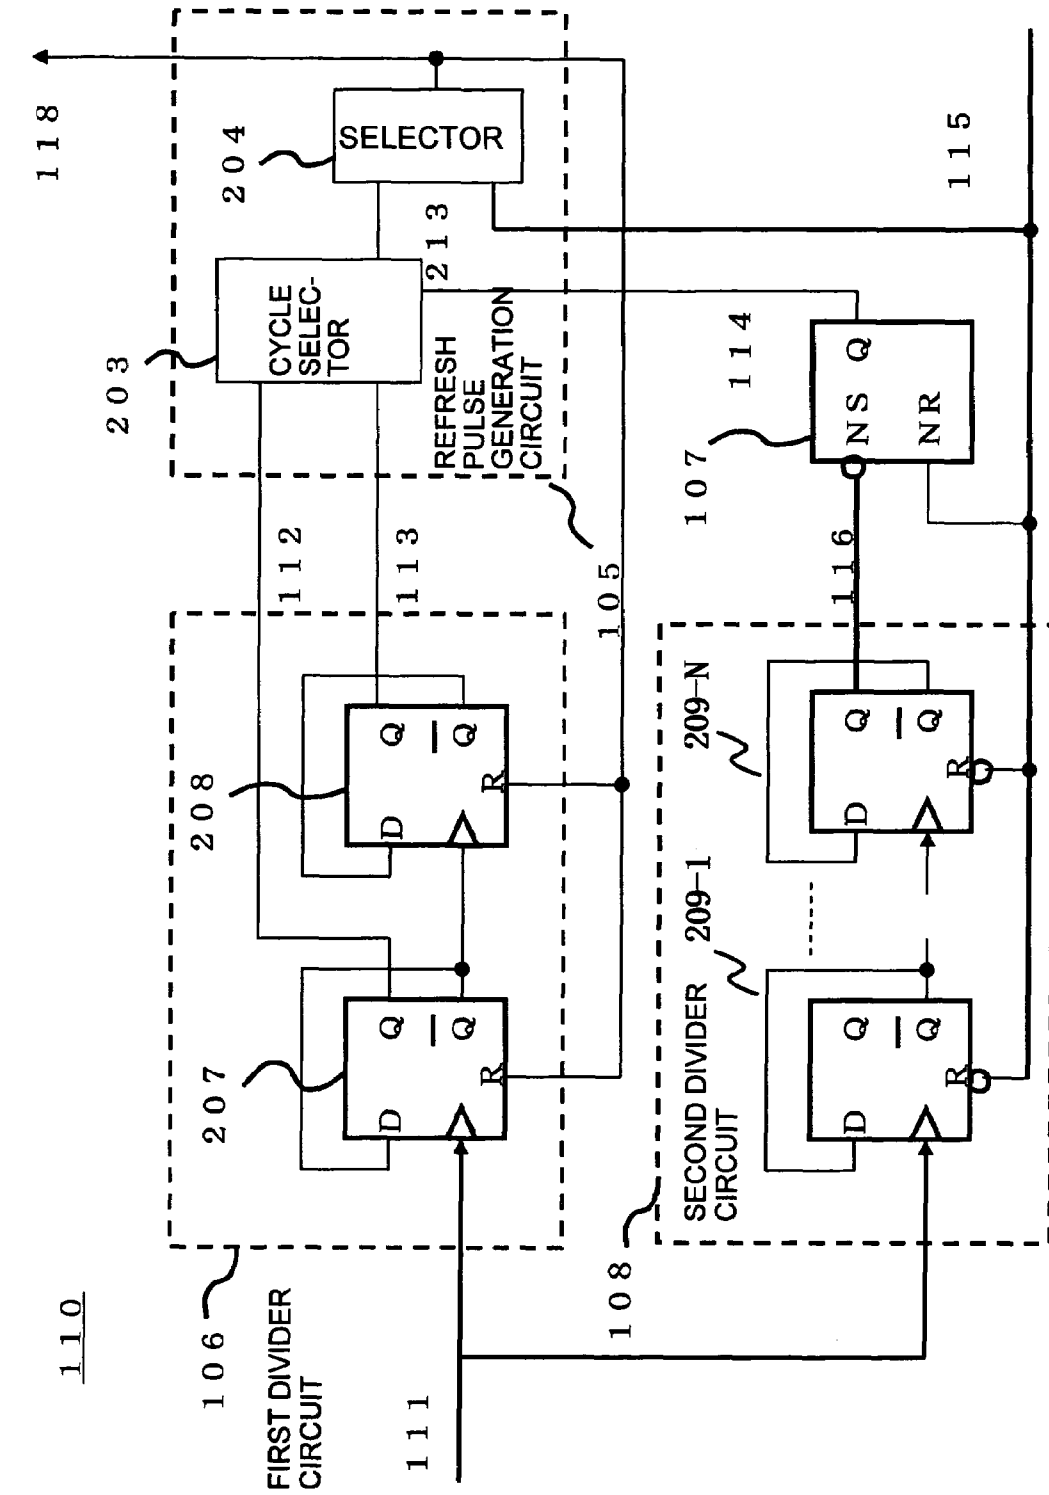 110
118
106
FIRST DIVIDER
CIRCUIT
111
207
D
Q
Q
R
208
D
Q
Q
R
112
113
203
CYCLE
SELEC-
TOR
204
SELECTOR
213
REFRESH
PULSE
GENERATION
CIRCUIT
105
108
SECOND DIVIDER
CIRCUIT
209-1
D
Q
Q
R
209-N
D
Q
Q
R
116
107
NS Q
NR
114
115